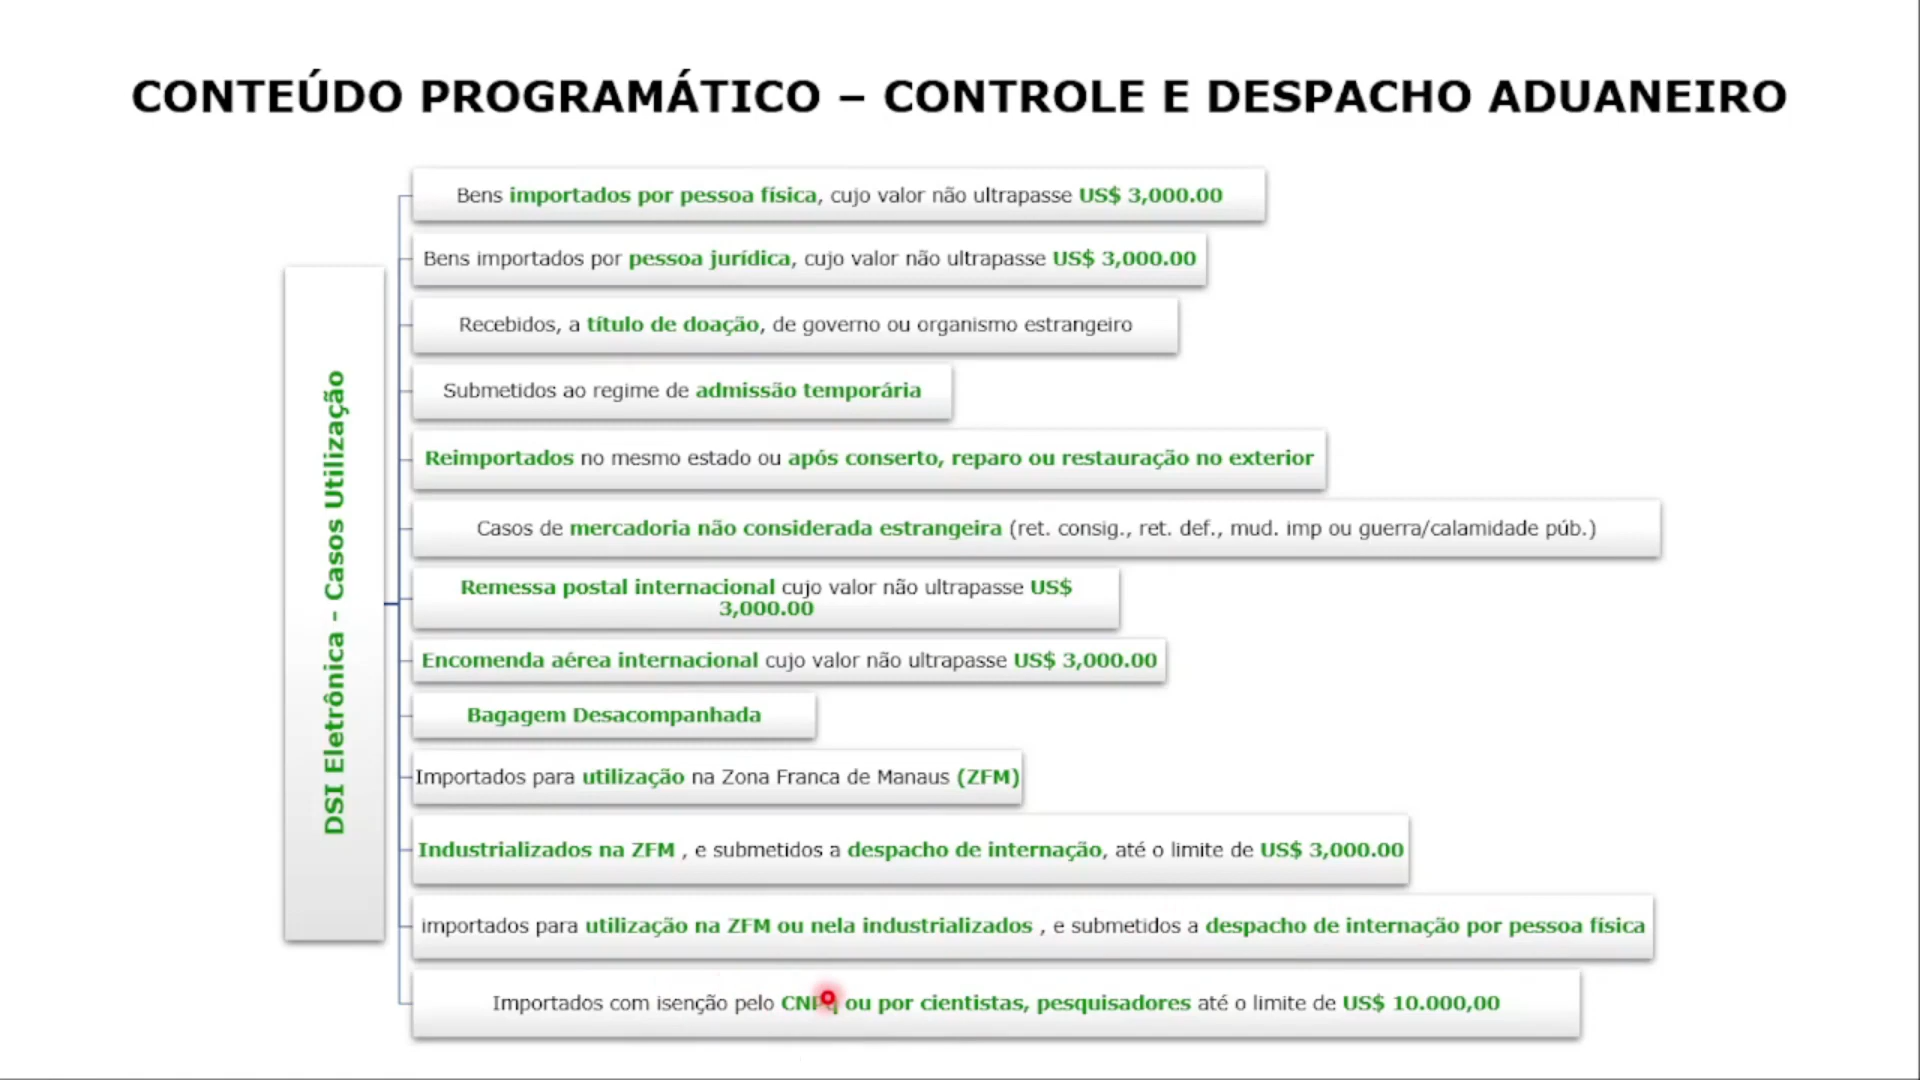 CONTEÚDO PROGRAMÁTICO – CONTROLE E DESPACHO ADUANEIRO
DSI Eletrônica - Casos Utilização
Bens importados por pessoa física, cujo valor não ultrapasse US$ 3,000.00
Bens importados por pessoa jurídica, cujo valor não ultrapasse US$ 3,000.00
Recebidos, a título de doação, de governo ou organismo estrangeiro
Submetidos ao regime de admissão temporária
Reimportados no mesmo estado ou após conserto, reparo ou restauração no exterior
Casos de mercadoria não considerada estrangeira (ret. consig., ret. def., mud. imp ou guerra/calamidade púb.)
Remessa postal internacional cujo valor não ultrapasse US$
3,000.00
Encomenda aérea internacional cujo valor não ultrapasse US$ 3,000.00
Bagagem Desacompanhada
Importados para utilização na Zona Franca de Manaus (ZFM)
Industrializados na ZFM , e submetidos a despacho de internação, até o limite de US$ 3,000.00
importados para utilização na ZFM ou nela industrializados , e submetidos a despacho de internação por pessoa física
Importados com isenção pelo CNPq ou por cientistas, pesquisadores até o limite de US$ 10.000,00